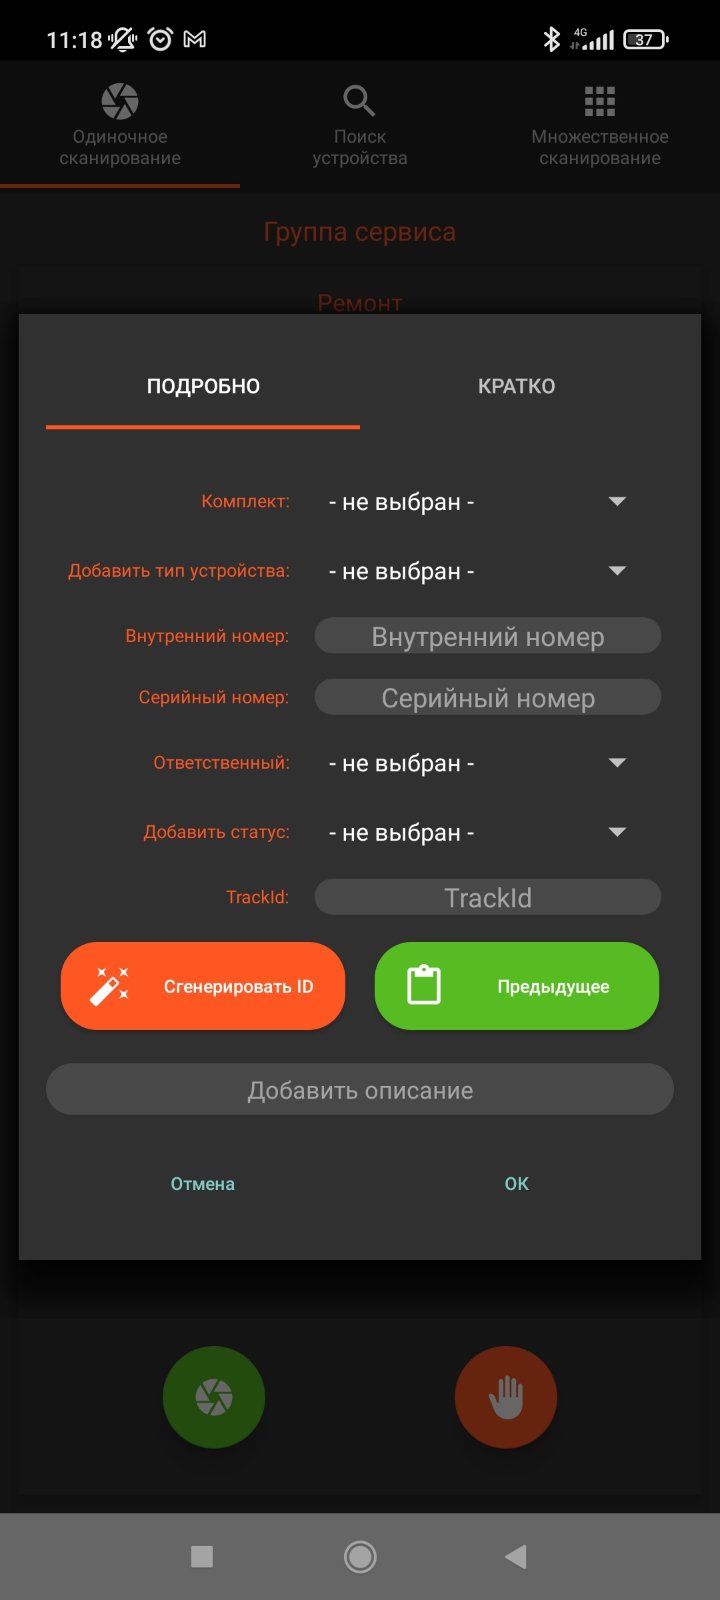 11:18
4G
37
Одиночное
сканирование
Поиск
устройства
Множественное
сканирование
Группа сервиса
Ремонт
ПОДРОБНО
КРАТКО
Комплект:
- не выбран -
Добавить тип устройства:
- не выбран -
Внутренний номер:
Внутренний номер
Серийный номер:
Серийный номер
Ответственный:
- не выбран -
Добавить статус:
- не выбран -
TrackId:
TrackId
Сгенерировать ID
Предыдущее
Добавить описание
Отмена
ОК